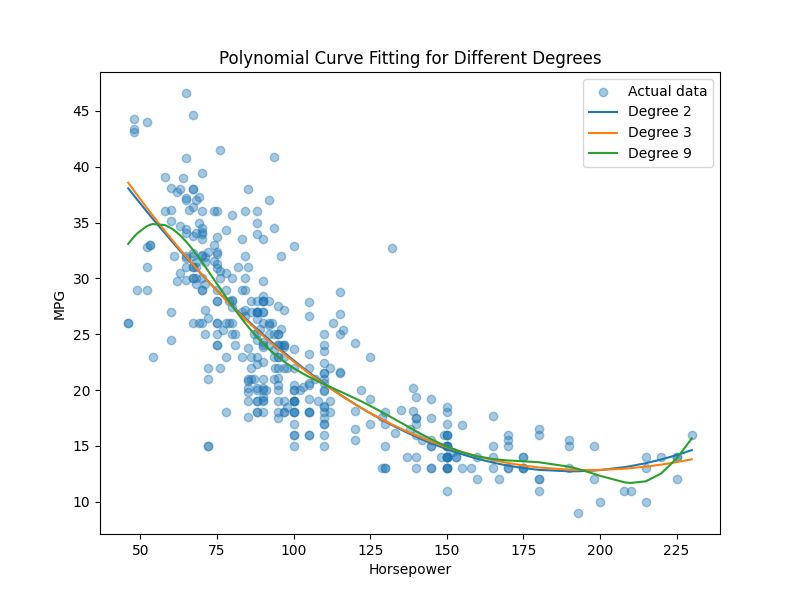 Polynomial Curve Fitting for Different Degrees
Actual data
Degree 2
Degree 3
Degree 9
45
40
35
30
25
20
15
10
MPG
50 75 100 125 150 175 200 225
Horsepower